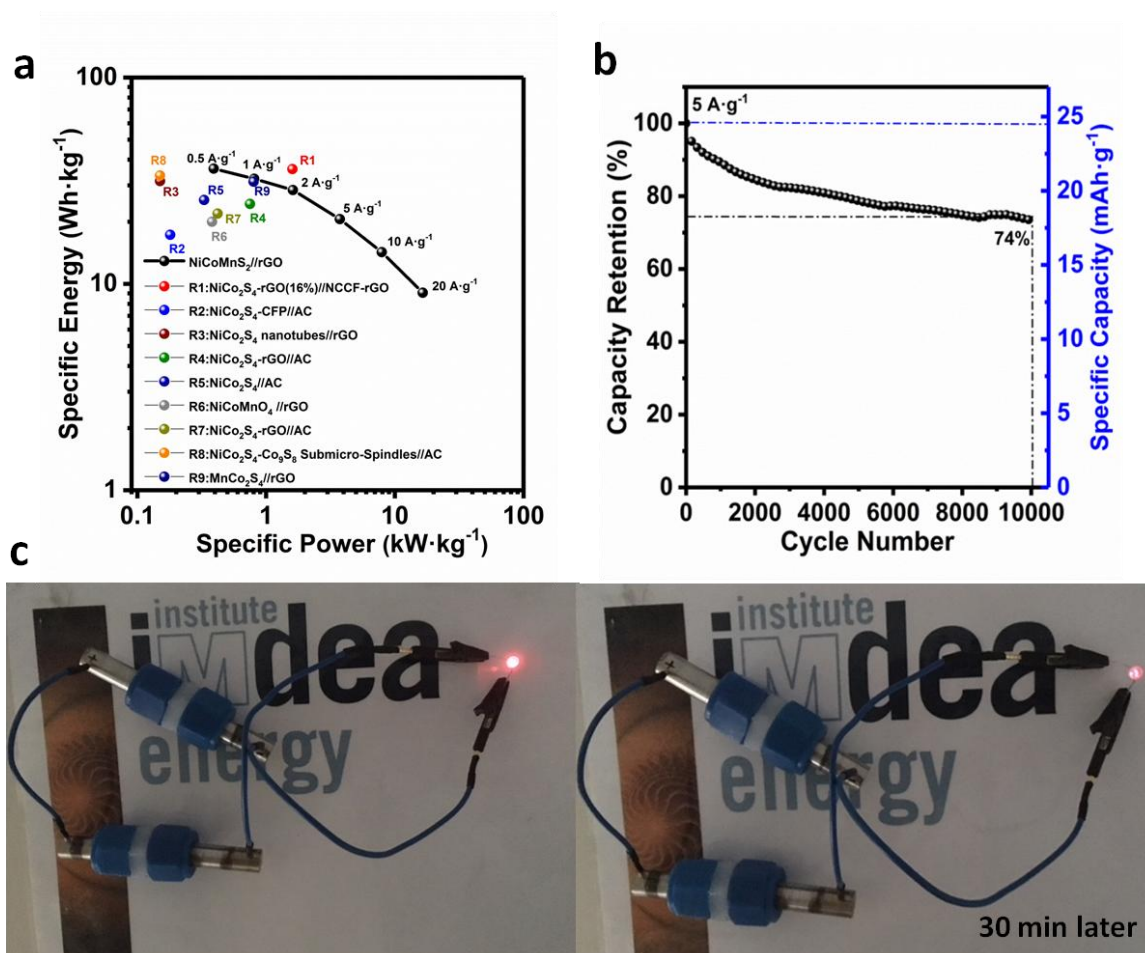 a
100
10
1
Specific Energy (Wh·kg⁻¹)
0.1
1
10
100
Specific Power (kW·kg⁻¹)
0.5 A·g⁻¹
1 A·g⁻¹
2 A·g⁻¹
5 A·g⁻¹
10 A·g⁻¹
20 A·g⁻¹
R8
R3
R2
R5
R7
R6
R4
R9
R1
NiCoMnS₂//rGO
R1:NiCo₂S₄-rGO(16%)//NCCF-rGO
R2:NiCo₂S₄-CFP//AC
R3:NiCo₂S₄ nanotubes//rGO
R4:NiCo₂S₄-rGO//AC
R5:NiCo₂S₄//AC
R6:NiCoMnO₄ //rGO
R7:NiCo₂S₄-rGO//AC
R8:NiCo₂S₄-Co₉S₈ Submicro-Spindles//AC
R9:MnCo₂S₄//rGO
b
5 A·g⁻¹
74%
100
80
60
40
20
0
Capacity Retention (%)
25
20
15
10
5
0
Specific Capacity (mAh·g⁻¹)
0
2000
4000
6000
8000
10000
Cycle Number
c
institute
iMdea
energy
+
institute
iMdea
energy
30 min later